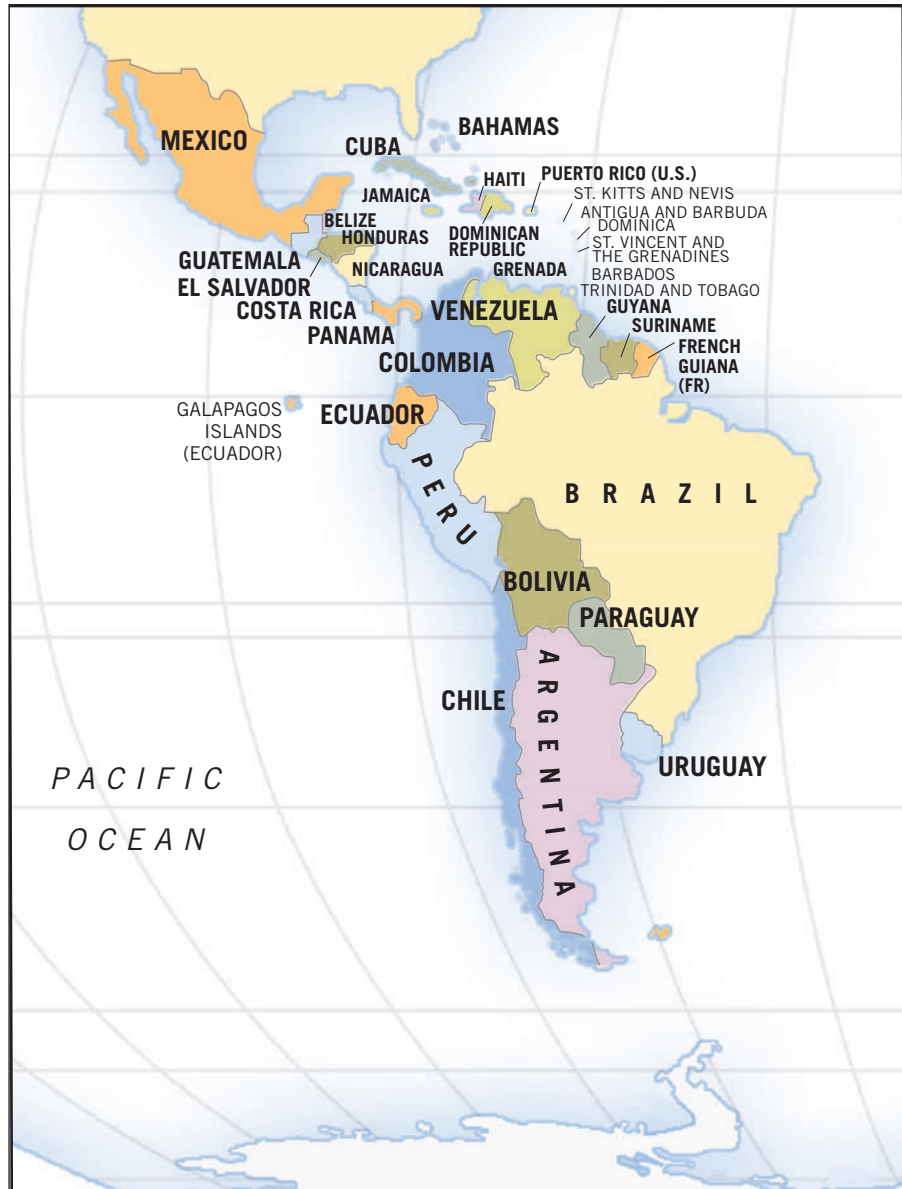 MEXICO
BAHAMAS
CUBA
PUERTO RICO (U.S.)
HAITI
ST. KITTS AND NEVIS
JAMAICA
ANTIGUA AND BARBUDA
DOMINICA
BELIZE
DOMINICAN
REPUBLIC
HONDURAS
ST. VINCENT AND
THE GRENADINES
GUATEMALA
NICARAGUA
GRENADA
BARBADOS
EL SALVADOR
TRINIDAD AND TOBAGO
COSTA RICA
VENEZUELA
GUYANA
PANAMA
SURINAME
COLOMBIA
FRENCH
GUIANA
(FR)
GALAPAGOS
ISLANDS
(ECUADOR)
ECUADOR
PERU
BRAZIL
BOLIVIA
PARAGUAY
ARGENTINA
CHILE
URUGUAY
PACIFIC
OCEAN